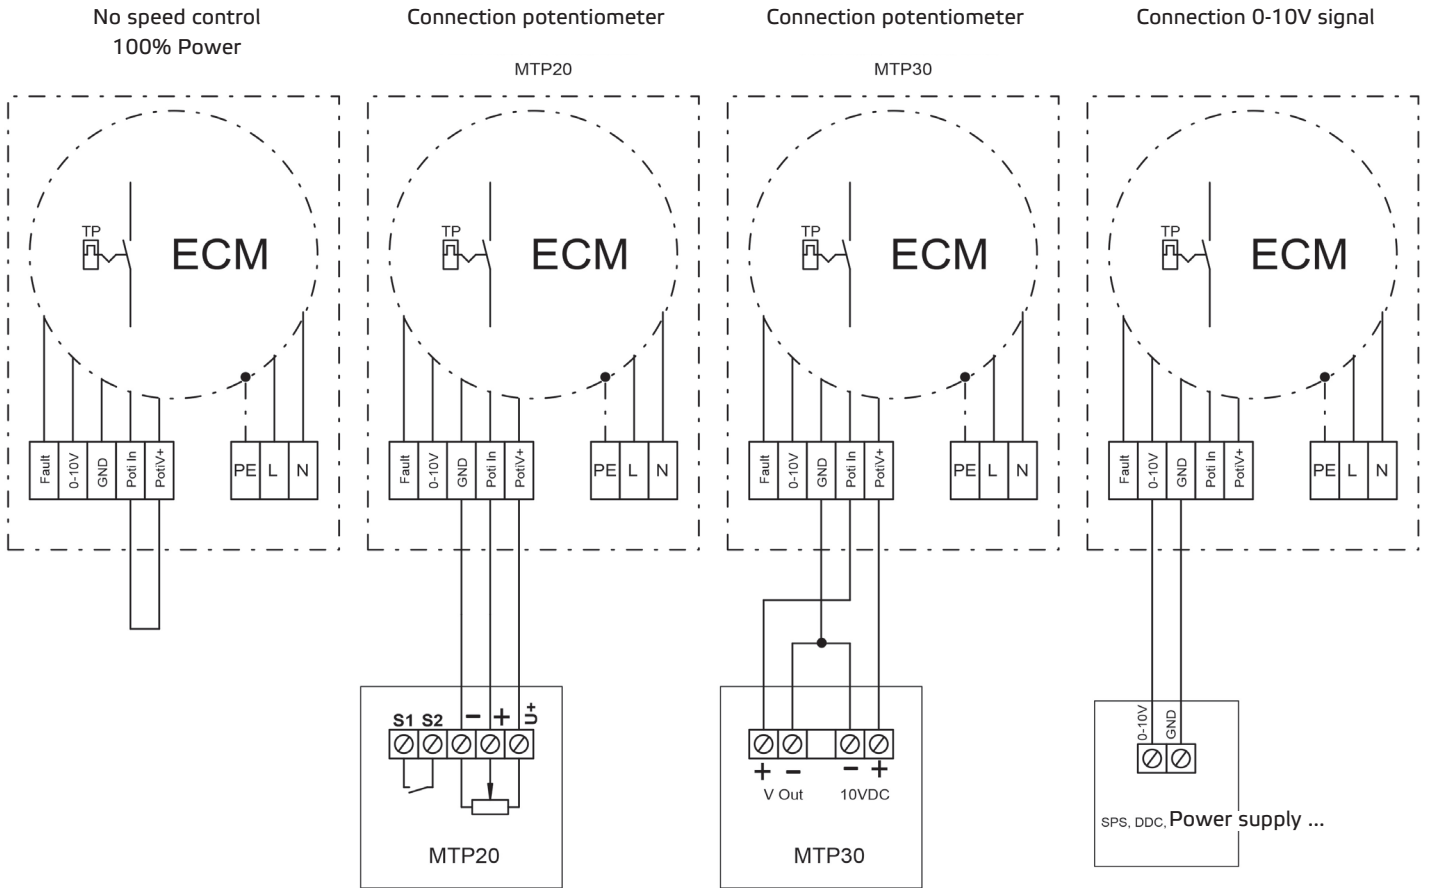 No speed control
100% Power
Connection potentiometer
MTP20
Connection potentiometer
MTP30
Connection 0-10V signal
TP
ECM
Fault
0-10V
GND
Poti In
PotiV+
PE L N
TP
ECM
Fault
0-10V
GND
Poti In
PotiV+
PE L N
S1 S2 − + U+
MTP20
TP
ECM
Fault
0-10V
GND
Poti In
PotiV+
PE L N
+ − − +
V Out 10VDC
MTP30
TP
ECM
Fault
0-10V
GND
Poti In
PotiV+
PE L N
0-10V
GND
SPS, DDC, Power supply ...